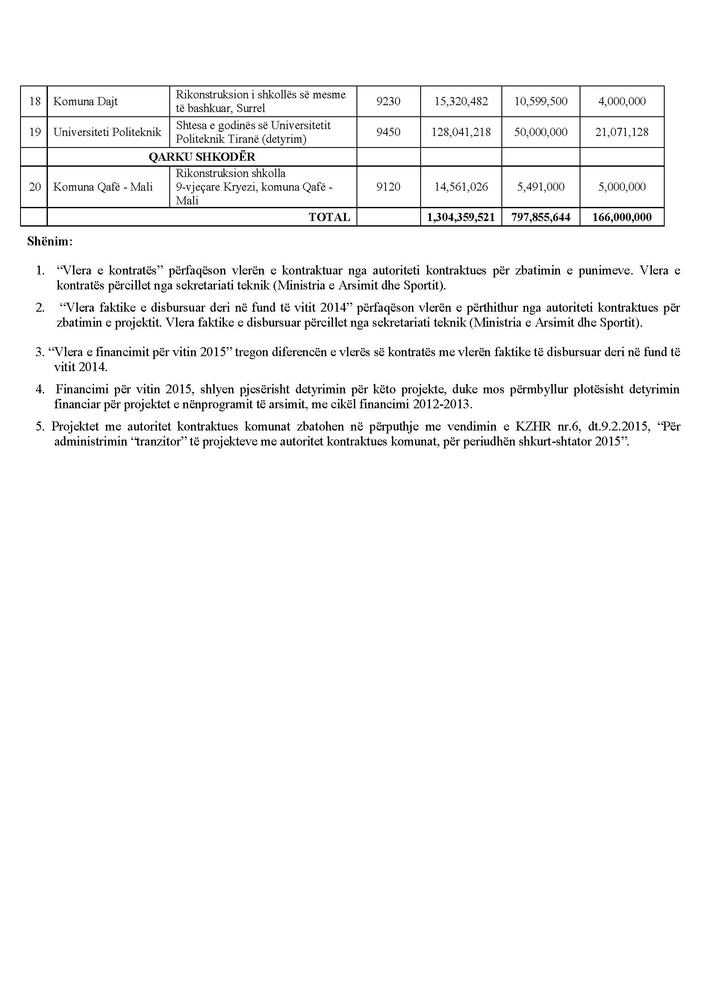 18 Komuna Dajt Rikonstruksion i shkollës së mesme të bashkuar, Surrel 9230 15,320,482 10,599,500 4,000,000
19 Universiteti Politeknik Shtesa e godinës së Universitetit Politeknik Tiranë (detyrim) 9450 128,041,218 50,000,000 21,071,128
QARKU SHKODËR
20 Komuna Qafë - Mali Rikonstruksion shkolla 9-vjeçare Kryezi, komuna Qafë - Mali 9120 14,561,026 5,491,000 5,000,000
TOTAL 1,304,359,521 797,855,644 166,000,000
Shënim:
1. “Vlera e kontratës” përfaqëson vlerën e kontraktuar nga autoriteti kontraktues për zbatimin e punimeve. Vlera e
kontratës përcillet nga sekretariati teknik (Ministria e Arsimit dhe Sportit).
2. “Vlera faktike e disbursuar deri në fund të vitit 2014” përfaqëson vlerën e përthithur nga autoriteti kontraktues për
zbatimin e projektit. Vlera faktike e disbursuar përcillet nga sekretariati teknik (Ministria e Arsimit dhe Sportit).
3. “Vlera e financimit për vitin 2015” tregon diferencën e vlerës së kontratës me vlerën faktike të disbursuar deri në fund të
vitit 2014.
4. Financimi për vitin 2015, shlyen pjesërisht detyrimin për këto projekte, duke mos përmbyllur plotësisht detyrimin
financiar për projektet e nënprogramit të arsimit, me cikël financimi 2012-2013.
5. Projektet me autoritet kontraktues komunat zbatohen në përputhje me vendimin e KZHR nr.6, dt.9.2.2015, “Për
administrimin “tranzitor” të projekteve me autoritet kontraktues komunat, për periudhën shkurt-shtator 2015”.